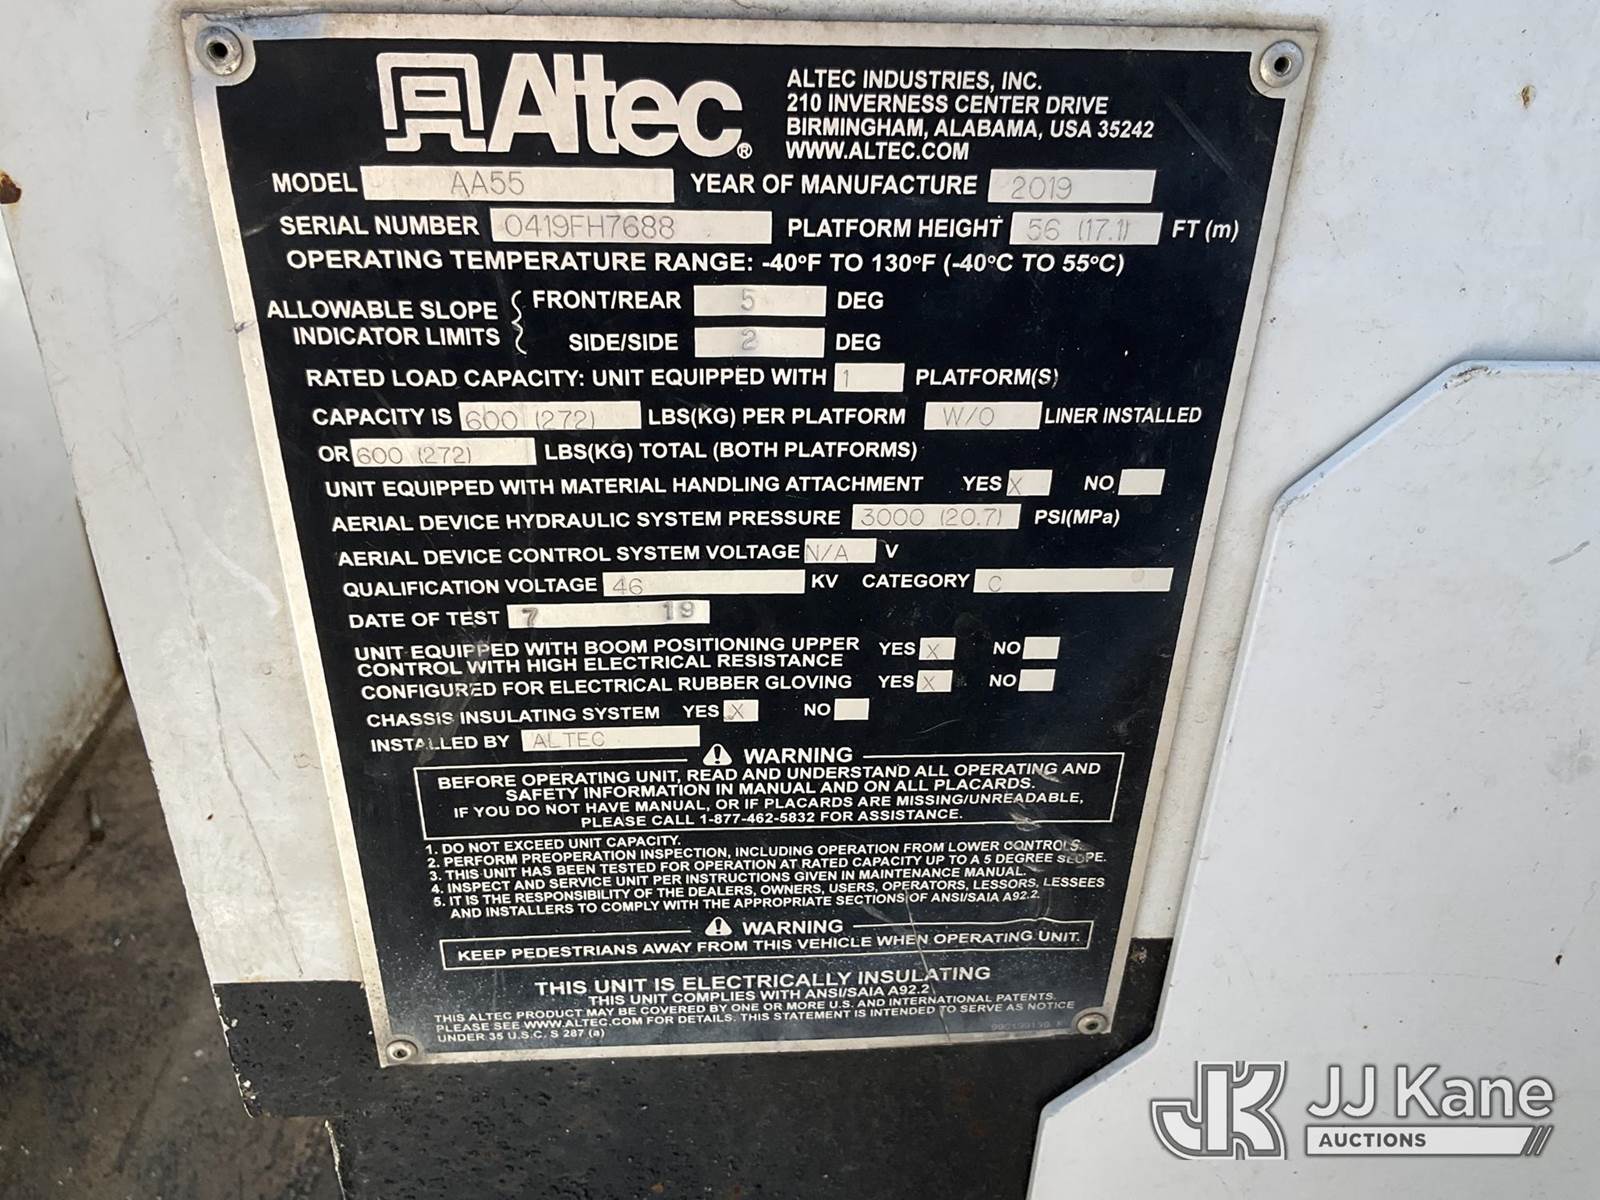 Altec®
ALTEC INDUSTRIES, INC.
210 INVERNESS CENTER DRIVE
BIRMINGHAM, ALABAMA, USA 35242
WWW.ALTEC.COM
MODEL AA55 YEAR OF MANUFACTURE 2019
SERIAL NUMBER 0419FH7688 PLATFORM HEIGHT 56 (17.1) FT (m)
OPERATING TEMPERATURE RANGE: -40ºF TO 130ºF (-40ºC TO 55ºC)
ALLOWABLE SLOPE INDICATOR LIMITS { FRONT/REAR 5 DEG
SIDE/SIDE 2 DEG
RATED LOAD CAPACITY: UNIT EQUIPPED WITH 1 PLATFORM(S)
CAPACITY IS 600 (272) LBS(KG) PER PLATFORM W/O LINER INSTALLED
OR 600 (272) LBS(KG) TOTAL (BOTH PLATFORMS)
UNIT EQUIPPED WITH MATERIAL HANDLING ATTACHMENT YES X NO
AERIAL DEVICE HYDRAULIC SYSTEM PRESSURE 3000 (20.7) PSI(MPa)
AERIAL DEVICE CONTROL SYSTEM VOLTAGE N/A V
QUALIFICATION VOLTAGE 46 KV CATEGORY C
DATE OF TEST 7 19
UNIT EQUIPPED WITH BOOM POSITIONING UPPER YES X NO
CONTROL WITH HIGH ELECTRICAL RESISTANCE
CONFIGURED FOR ELECTRICAL RUBBER GLOVING YES X NO
CHASSIS INSULATING SYSTEM YES X NO
INSTALLED BY ALTEC
WARNING
BEFORE OPERATING UNIT, READ AND UNDERSTAND ALL OPERATING AND
SAFETY INFORMATION IN MANUAL AND ON ALL PLACARDS.
IF YOU DO NOT HAVE MANUAL, OR IF PLACARDS ARE MISSING/UNREADABLE,
PLEASE CALL 1-877-462-5832 FOR ASSISTANCE.
1. DO NOT EXCEED UNIT CAPACITY.
2. PERFORM PREOPERATION INSPECTION, INCLUDING OPERATION FROM LOWER CONTROLS.
3. THIS UNIT HAS BEEN TESTED FOR OPERATION AT RATED CAPACITY UP TO A 5 DEGREE SLOPE.
4. INSPECT AND SERVICE UNIT PER INSTRUCTIONS GIVEN IN MAINTENANCE MANUAL.
5. IT IS THE RESPONSIBILITY OF THE DEALERS, OWNERS, USERS, OPERATORS, LESSORS, LESSEES
AND INSTALLERS TO COMPLY WITH THE APPROPRIATE SECTIONS OF ANSI/SAIA A92.2.
WARNING
KEEP PEDESTRIANS AWAY FROM THIS VEHICLE WHEN OPERATING UNIT.
THIS UNIT IS ELECTRICALLY INSULATING
THIS UNIT COMPLIES WITH ANSI/SAIA A92.2
THIS ALTEC PRODUCT MAY BE COVERED BY ONE OR MORE U.S. AND INTERNATIONAL PATENTS.
PLEASE SEE WWW.ALTEC.COM FOR DETAILS. THIS STATEMENT IS INTENDED TO SERVE AS NOTICE
UNDER 35 U.S.C. S 287 (a)
JK JJ Kane
AUCTIONS